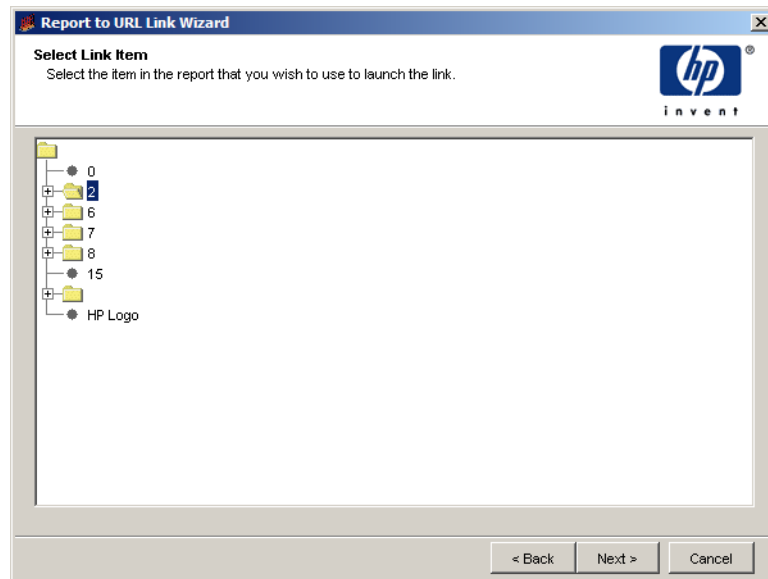 Report to URL Link Wizard
Select Link Item
Select the item in the report that you wish to use to launch the link.
hp
®
invent
0
2
6
7
8
15
HP Logo
< Back
Next >
Cancel